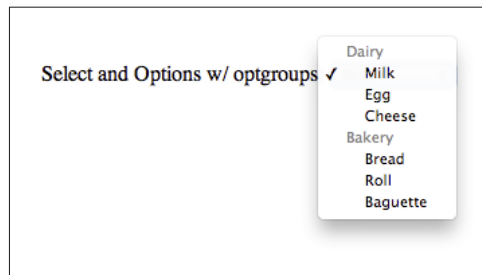 Dairy
Select and Options w/ optgroups ✓ Milk
Egg
Cheese
Bakery
Bread
Roll
Baguette